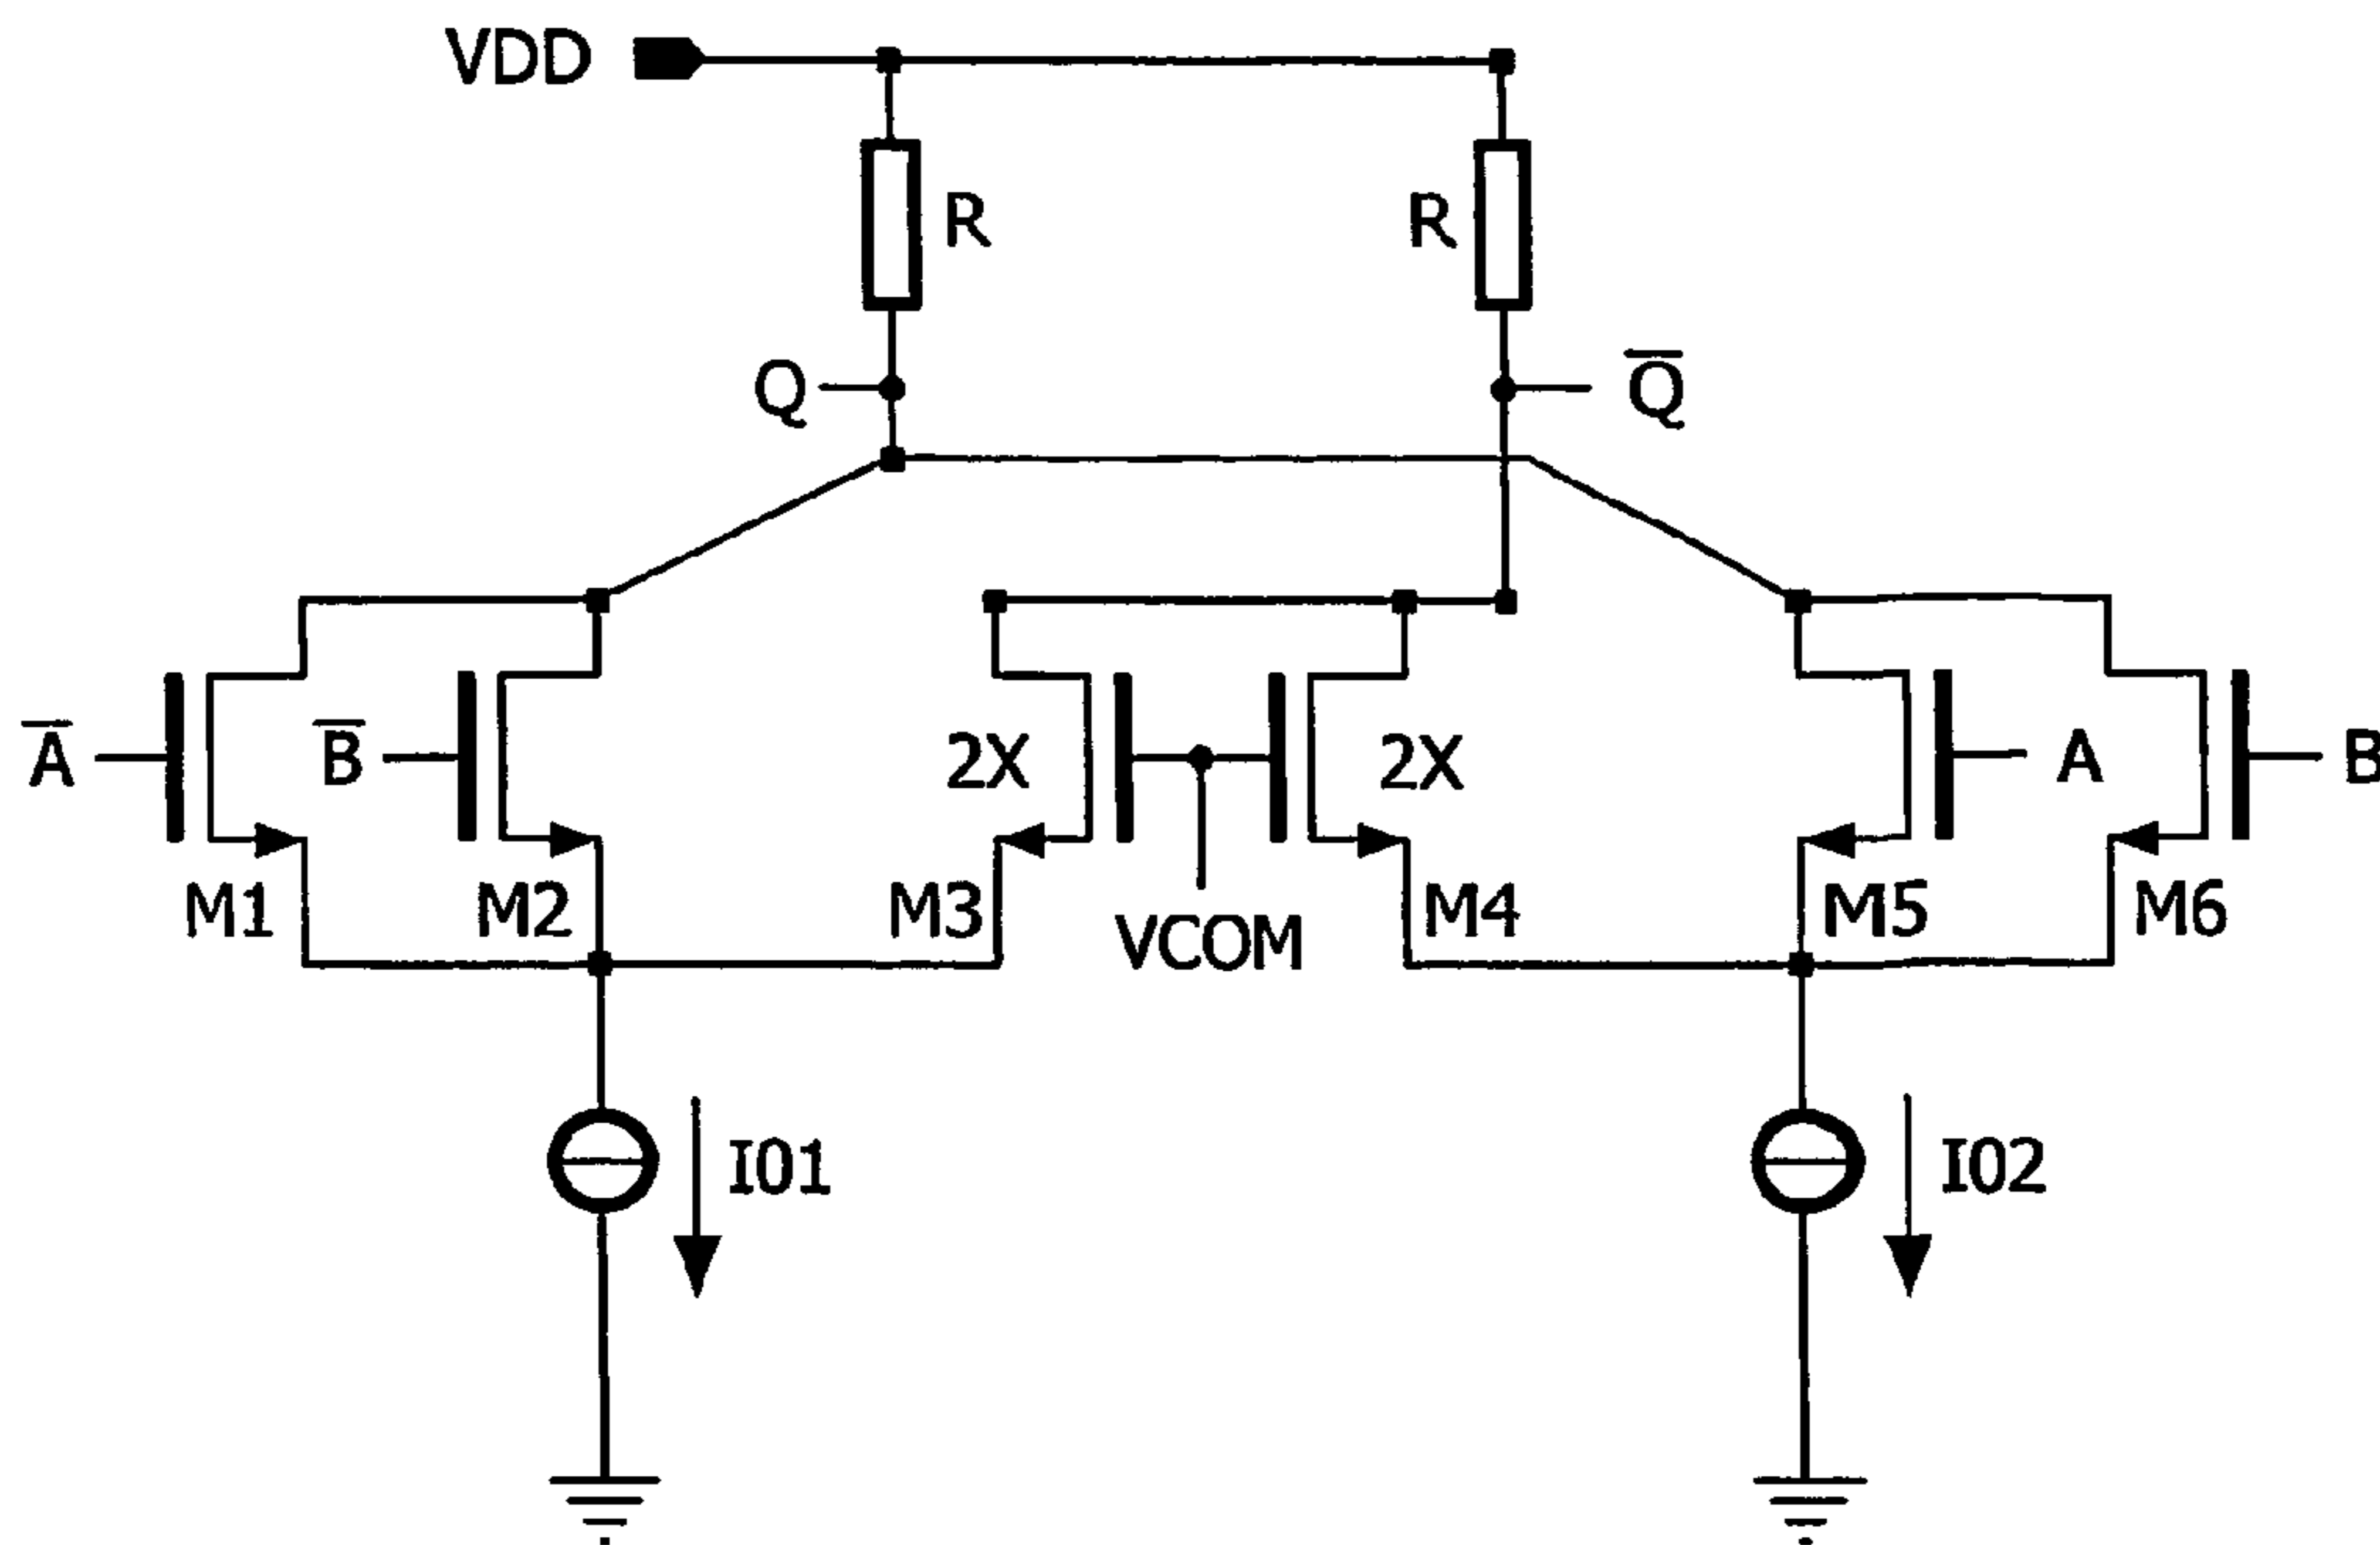 VDD
R R
Q Q̅
A̅ B̅ 2X 2X A B
M1 M2 M3 VCOM M4 M5 M6
I01 I02